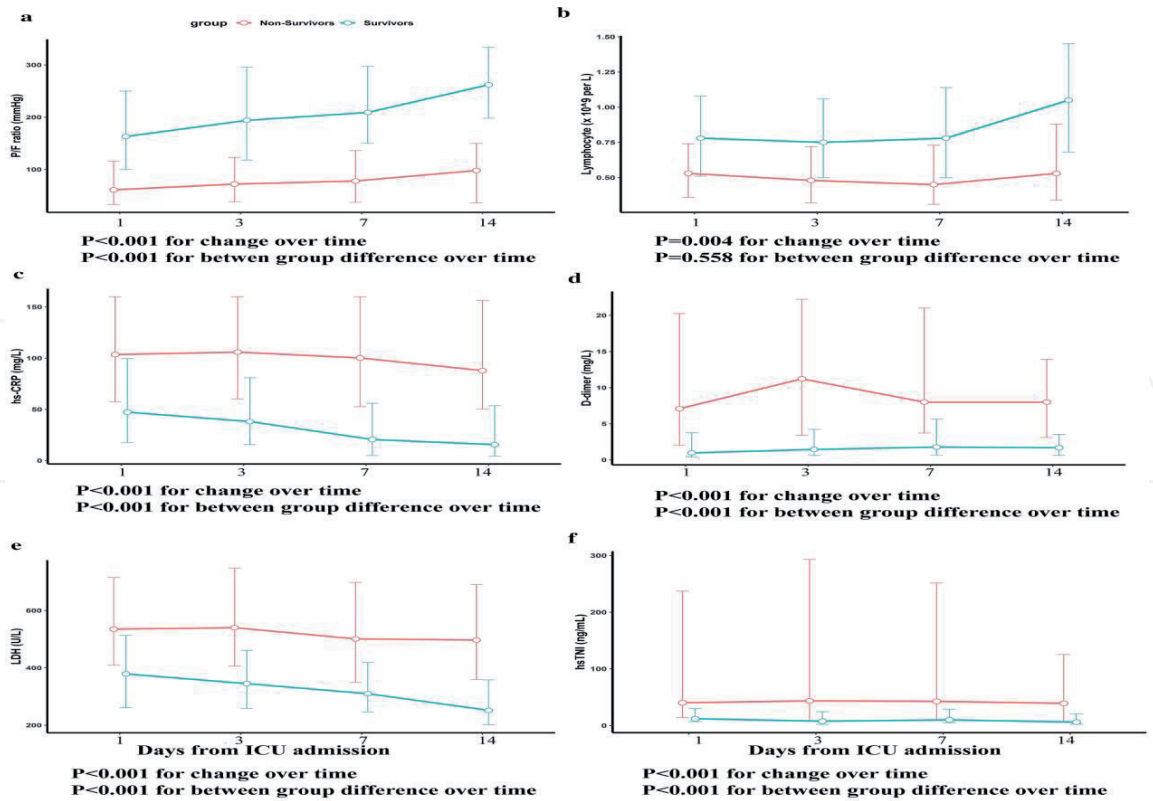 a
group Non-Survivors Survivors
P/F ratio (mmHg)
300
200
100
1 3 7 14
P<0.001 for change over time
P<0.001 for betwen group difference over time
b
Lymphocyte (x 10^9 per L)
1.50
1.25
1.00
0.75
0.50
1 3 7 14
P=0.004 for change over time
P=0.558 for between group difference over time
c
hs-CRP (mg/L)
150
100
50
0
1 3 7 14
P<0.001 for change over time
P<0.001 for between group difference over time
d
D-dimer (mg/L)
20
15
10
5
0
1 3 7 14
P<0.001 for change over time
P<0.001 for between group difference over time
e
LDH (U/L)
600
400
200
1 3 7 14
Days from ICU admission
P<0.001 for change over time
P<0.001 for between group difference over time
f
hsTNI (ng/mL)
300
200
100
0
1 3 7 14
Days from ICU admission
P<0.001 for change over time
P<0.001 for between group difference over time